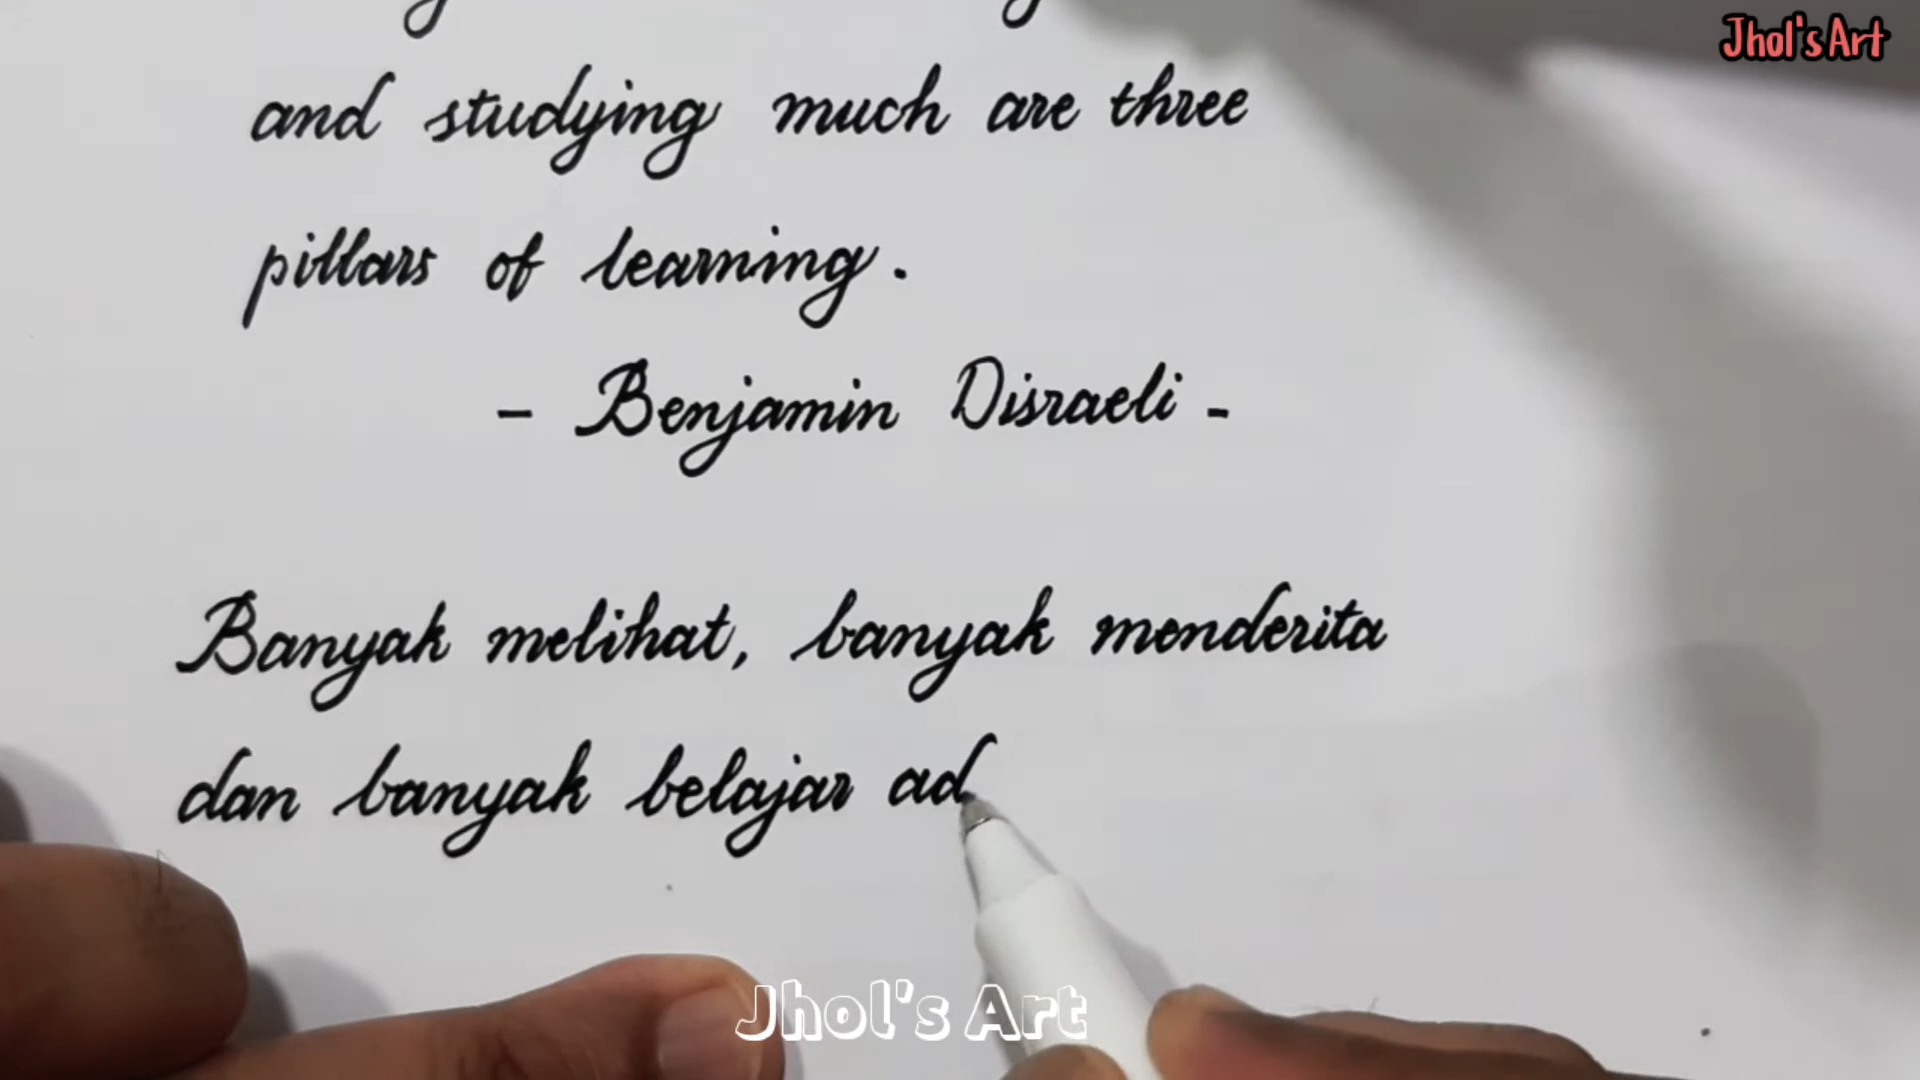 Jhol's Art
and studying much are three
pillars of learning.
- Benjamin Disraeli -
Banyak melihat, banyak menderita
dan banyak belajar ad
Jhol's Art